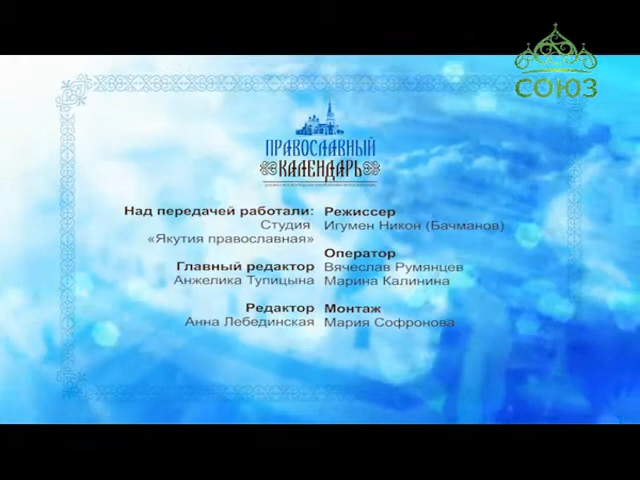 СОЮЗ
ПРАВОСЛАВНЫЙ
КАЛЕНДАРЬ
Над передачей работали:
Студия
«Якутия православная»
Главный редактор
Анжелика Тупицына
Редактор
Анна Лебединская
Режиссер
Игумен Никон (Бачманов)
Оператор
Вячеслав Румянцев
Марина Калинина
Монтаж
Мария Софронова